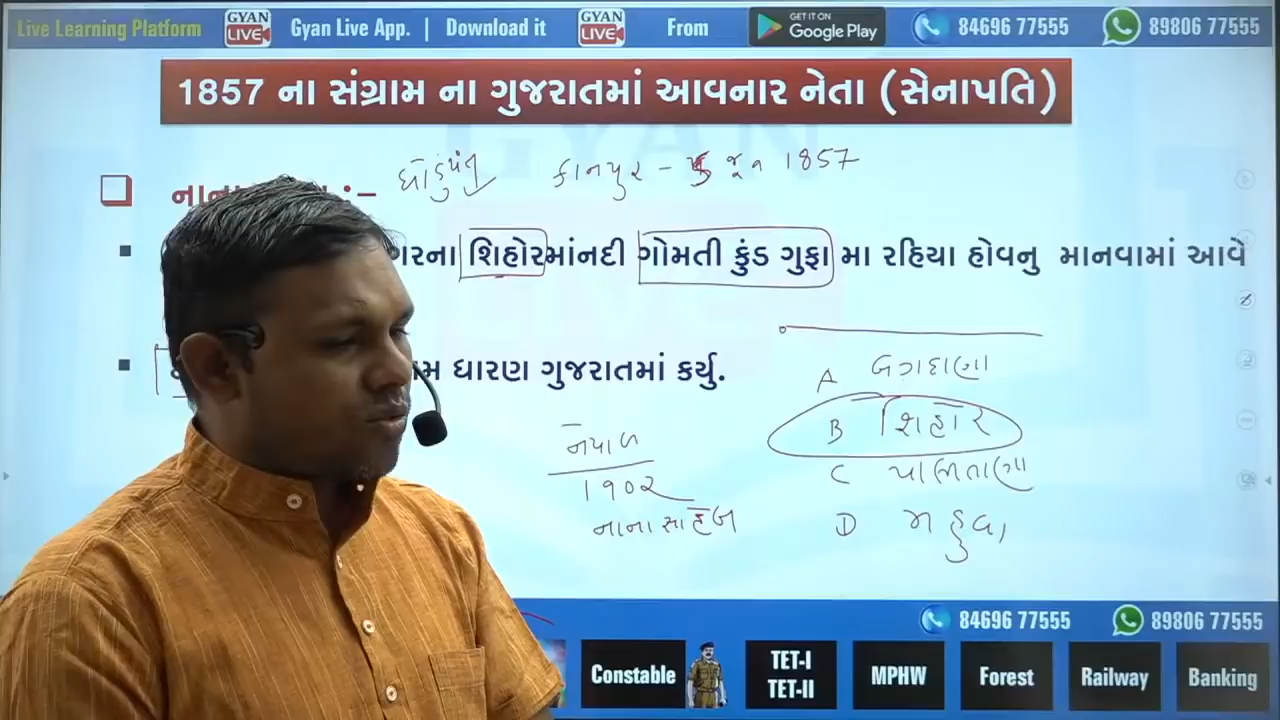 Live Learning Platform GYAN LIVE Gyan Live App. | Download it GYAN LIVE From GET IT ON Google Play 84696 77555 89806 77555
1857 ના સંગ્રામ ના ગુજરાતમાં આવનાર નેતા (સેનાપતિ)
ધોંડુપંત કાનપુર - જૂન 1857
:-
ગરના શિહોરમાંનદી ગોમતી કુંડ ગુફા મા રહિયા હોવનુ માનવામાં આવે
ધારણ ગુજરાતમાં કર્યુ.
A બગદાણા
B શિહોર
નેપાળ
C પાલિતાણા
1902
નાનાસાહેબ
D મહુવા
84696 77555 89806 77555
Constable TET-I TET-II MPHW Forest Railway Banking